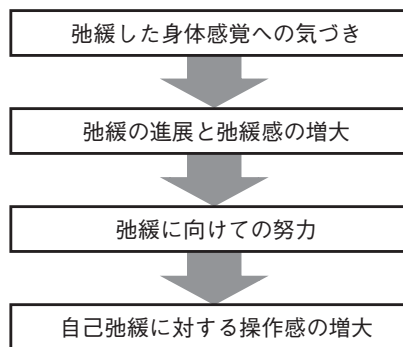 弛緩した身体感覚への気づき
弛緩の進展と弛緩感の増大
弛緩に向けての努力
自己弛緩に対する操作感の増大